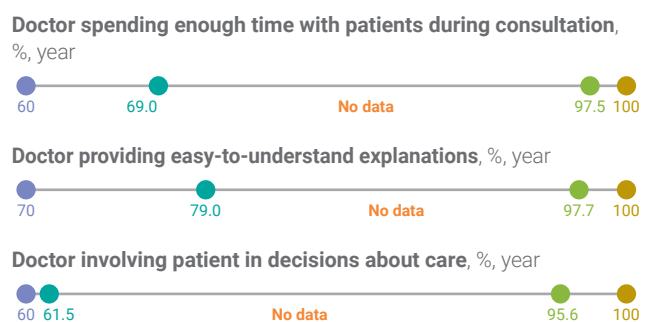 Doctor spending enough time with patients during consultation,
%, year
60 69.0 No data 97.5 100
Doctor providing easy-to-understand explanations, %, year
70 79.0 No data 97.7 100
Doctor involving patient in decisions about care, %, year
60 61.5 No data 95.6 100